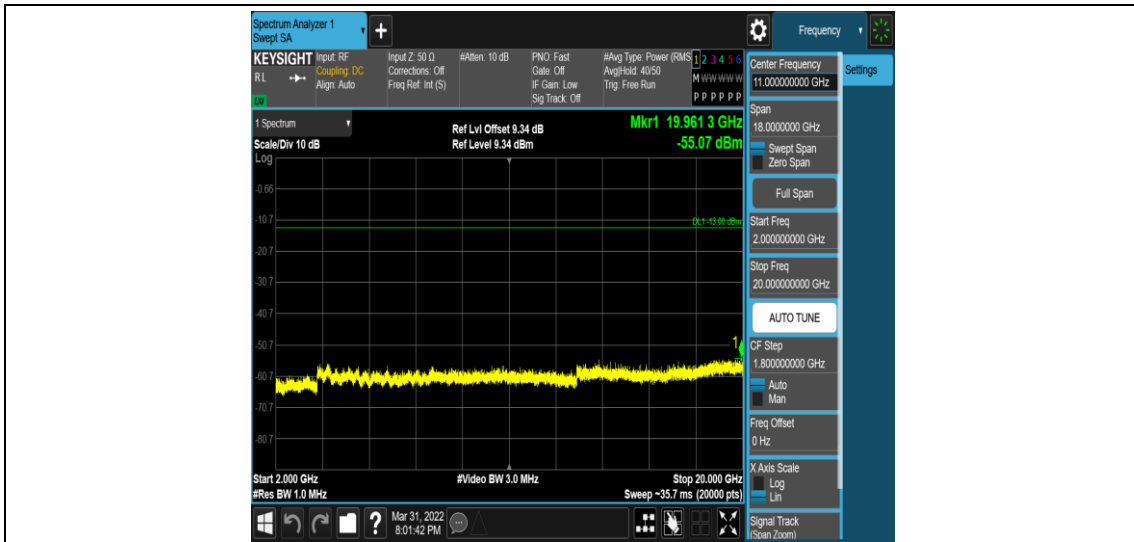 Spectrum Analyzer 1
Swept SA
+
Frequency
KEYSIGHT
RL
LXI
Input: RF
Coupling: DC
Align: Auto
Input Z: 50 Ω
Corrections: Off
Freq Ref: Int (S)
#Atten: 10 dB
PNO: Fast
Gate: Off
IF Gain: Low
Sig Track: Off
#Avg Type: Power (RMS
Avg|Hold: 40/50
Trig: Free Run
1 2 3 4 5 6
M W W W W W
P P P P P P
1 Spectrum
Scale/Div 10 dB
Ref Lvl Offset 9.34 dB
Ref Level 9.34 dBm
Mkr1 19.961 3 GHz
-55.07 dBm
Log
-0.66
-10.7
DL1 -13.00 dBm
-20.7
-30.7
-40.7
-50.7
1
-60.7
-70.7
-80.7
Start 2.000 GHz
#Video BW 3.0 MHz
Stop 20.000 GHz
#Res BW 1.0 MHz
Sweep ~35.7 ms (20000 pts)
?
Mar 31, 2022
8:01:42 PM
Center Frequency
11.000000000 GHz
Settings
Span
18.0000000 GHz
Swept Span
Zero Span
Full Span
Start Freq
2.000000000 GHz
Stop Freq
20.000000000 GHz
AUTO TUNE
CF Step
1.800000000 GHz
Auto
Man
Freq Offset
0 Hz
X Axis Scale
Log
Lin
Signal Track
(Span Zoom)